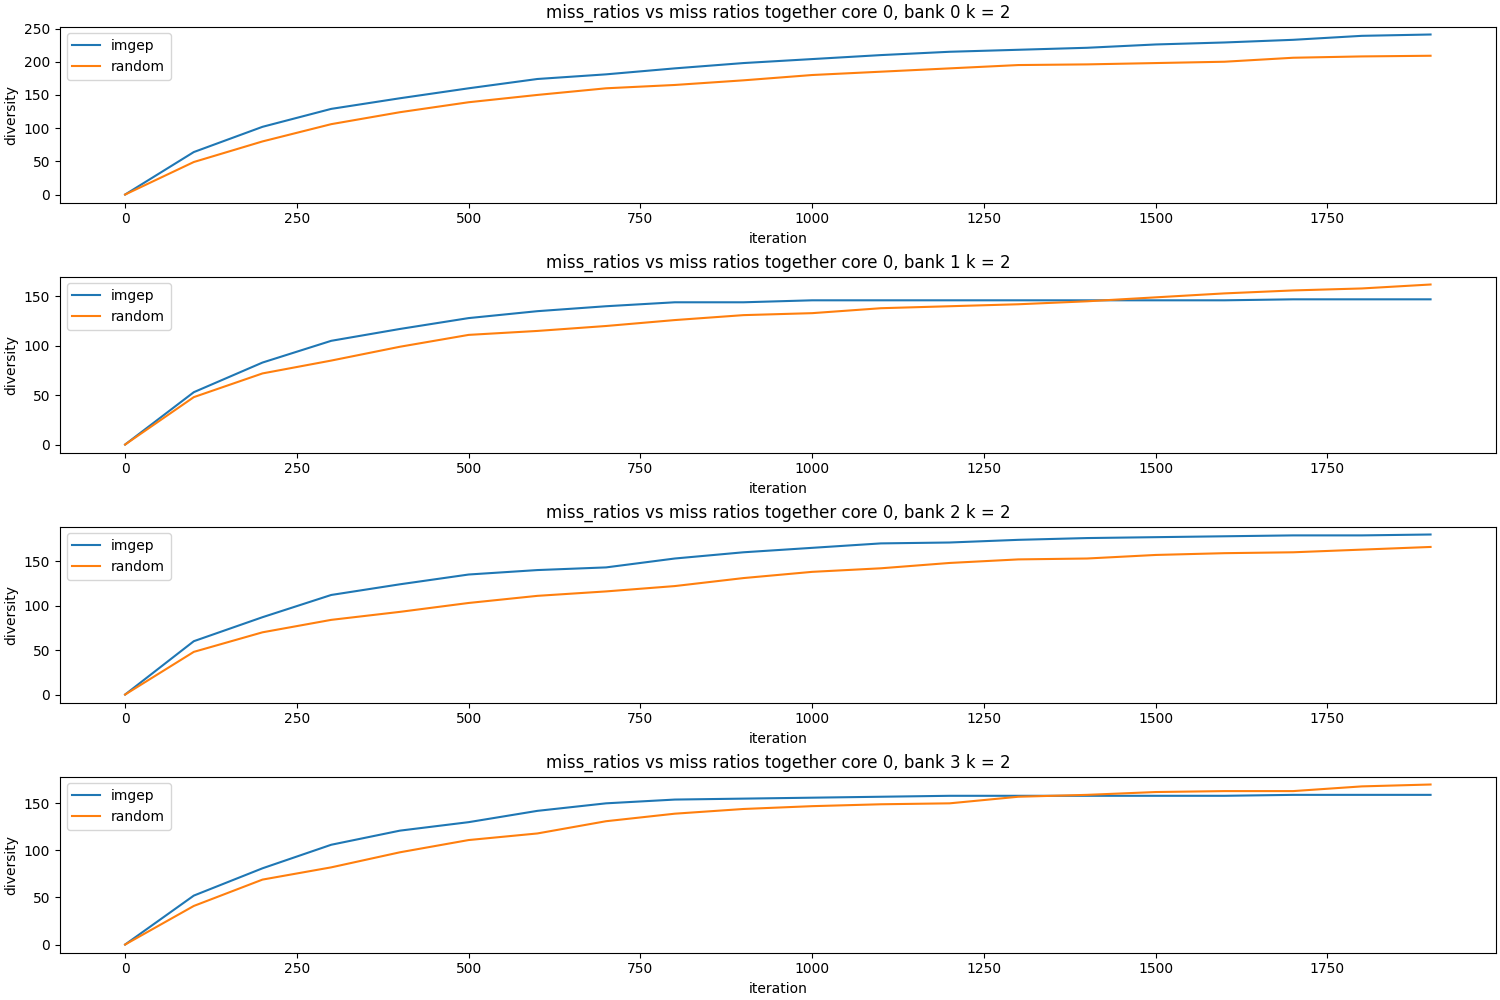 miss_ratios vs miss ratios together core 0, bank 0 k = 2
250
200
150
100
50
0
diversity
imgep
random
0 250 500 750 1000 1250 1500 1750
iteration
miss_ratios vs miss ratios together core 0, bank 1 k = 2
150
100
50
0
diversity
imgep
random
0 250 500 750 1000 1250 1500 1750
iteration
miss_ratios vs miss ratios together core 0, bank 2 k = 2
150
100
50
0
diversity
imgep
random
0 250 500 750 1000 1250 1500 1750
iteration
miss_ratios vs miss ratios together core 0, bank 3 k = 2
150
100
50
0
diversity
imgep
random
0 250 500 750 1000 1250 1500 1750
iteration